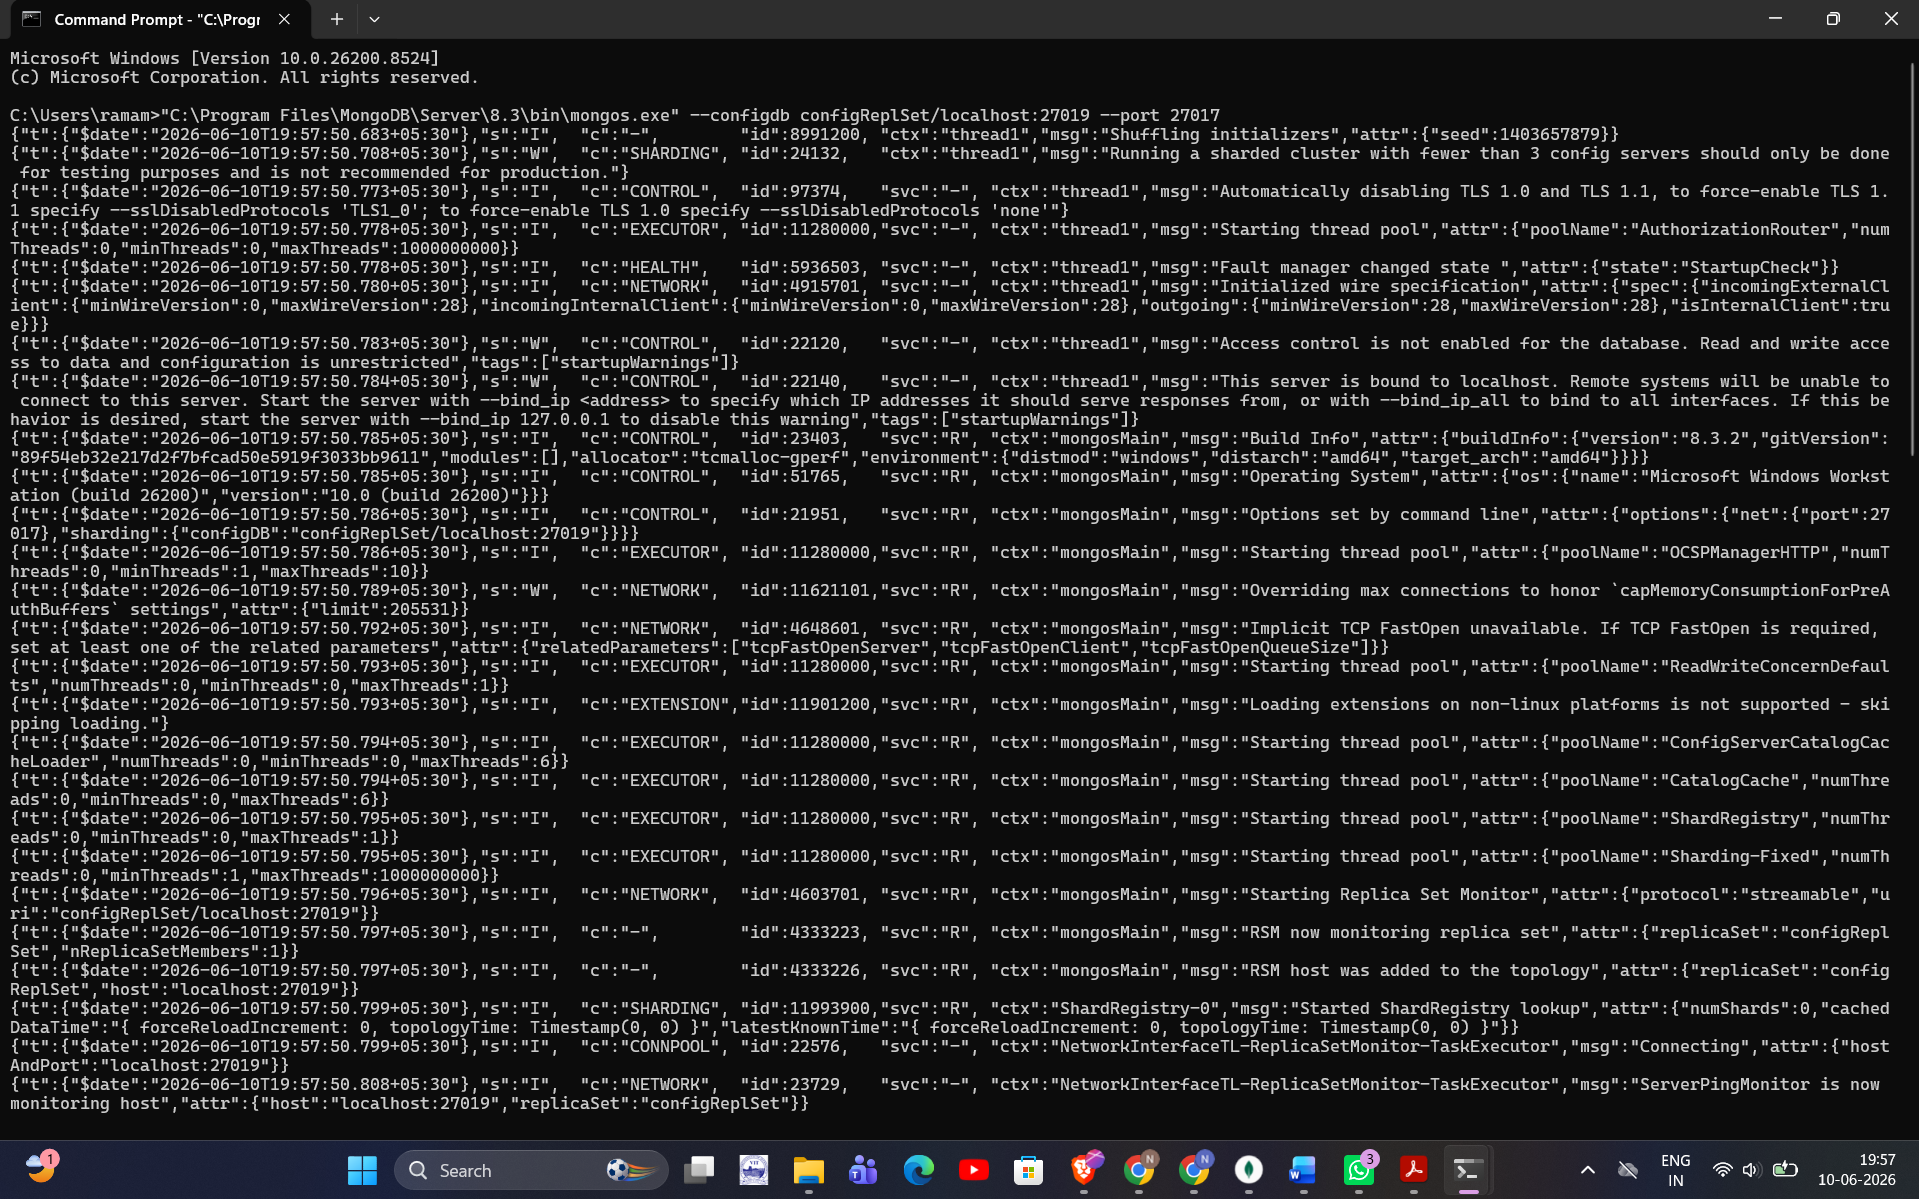 Command Prompt - "C:\Progr
Microsoft Windows [Version 10.0.26200.8524]
(c) Microsoft Corporation. All rights reserved.
C:\Users\ramam>"C:\Program Files\MongoDB\Server\8.3\bin\mongos.exe" --configdb configReplSet/localhost:27019 --port 27017
{"t":{"$date":"2026-06-10T19:57:50.683+05:30"},"s":"I",  "c":"-",        "id":8991200, "ctx":"thread1","msg":"Shuffling initializers","attr":{"seed":1403657879}}
{"t":{"$date":"2026-06-10T19:57:50.708+05:30"},"s":"W",  "c":"SHARDING", "id":24132,   "ctx":"thread1","msg":"Running a sharded cluster with fewer than 3 config servers should only be done
 for testing purposes and is not recommended for production."}
{"t":{"$date":"2026-06-10T19:57:50.773+05:30"},"s":"I",  "c":"CONTROL",  "id":97374,   "svc":"-", "ctx":"thread1","msg":"Automatically disabling TLS 1.0 and TLS 1.1, to force-enable TLS 1.
1 specify --sslDisabledProtocols 'TLS1_0'; to force-enable TLS 1.0 specify --sslDisabledProtocols 'none'"}
{"t":{"$date":"2026-06-10T19:57:50.778+05:30"},"s":"I",  "c":"EXECUTOR", "id":11280000,"svc":"-", "ctx":"thread1","msg":"Starting thread pool","attr":{"poolName":"AuthorizationRouter","num
Threads":0,"minThreads":0,"maxThreads":1000000000}}
{"t":{"$date":"2026-06-10T19:57:50.778+05:30"},"s":"I",  "c":"HEALTH",   "id":5936503, "svc":"-", "ctx":"thread1","msg":"Fault manager changed state ","attr":{"state":"StartupCheck"}}
{"t":{"$date":"2026-06-10T19:57:50.780+05:30"},"s":"I",  "c":"NETWORK",  "id":4915701, "svc":"-", "ctx":"thread1","msg":"Initialized wire specification","attr":{"spec":{"incomingExternalCl
ient":{"minWireVersion":0,"maxWireVersion":28},"incomingInternalClient":{"minWireVersion":0,"maxWireVersion":28},"outgoing":{"minWireVersion":28,"maxWireVersion":28},"isInternalClient":tru
e}}}
{"t":{"$date":"2026-06-10T19:57:50.783+05:30"},"s":"W",  "c":"CONTROL",  "id":22120,   "svc":"-", "ctx":"thread1","msg":"Access control is not enabled for the database. Read and write acce
ss to data and configuration is unrestricted","tags":["startupWarnings"]}
{"t":{"$date":"2026-06-10T19:57:50.784+05:30"},"s":"W",  "c":"CONTROL",  "id":22140,   "svc":"-", "ctx":"thread1","msg":"This server is bound to localhost. Remote systems will be unable to
 connect to this server. Start the server with --bind_ip <address> to specify which IP addresses it should serve responses from, or with --bind_ip_all to bind to all interfaces. If this be
havior is desired, start the server with --bind_ip 127.0.0.1 to disable this warning","tags":["startupWarnings"]}
{"t":{"$date":"2026-06-10T19:57:50.785+05:30"},"s":"I",  "c":"CONTROL",  "id":23403,   "svc":"R", "ctx":"mongosMain","msg":"Build Info","attr":{"buildInfo":{"version":"8.3.2","gitVersion":
"89f54eb32e217d2f7bfcad50e5919f3033bb9611","modules":[],"allocator":"tcmalloc-gperf","environment":{"distmod":"windows","distarch":"amd64","target_arch":"amd64"}}}}
{"t":{"$date":"2026-06-10T19:57:50.785+05:30"},"s":"I",  "c":"CONTROL",  "id":51765,   "svc":"R", "ctx":"mongosMain","msg":"Operating System","attr":{"os":{"name":"Microsoft Windows Workst
ation (build 26200)","version":"10.0 (build 26200)"}}}
{"t":{"$date":"2026-06-10T19:57:50.786+05:30"},"s":"I",  "c":"CONTROL",  "id":21951,   "svc":"R", "ctx":"mongosMain","msg":"Options set by command line","attr":{"options":{"net":{"port":27
017},"sharding":{"configDB":"configReplSet/localhost:27019"}}}}
{"t":{"$date":"2026-06-10T19:57:50.786+05:30"},"s":"I",  "c":"EXECUTOR", "id":11280000,"svc":"R", "ctx":"mongosMain","msg":"Starting thread pool","attr":{"poolName":"OCSPManagerHTTP","numT
hreads":0,"minThreads":1,"maxThreads":10}}
{"t":{"$date":"2026-06-10T19:57:50.789+05:30"},"s":"W",  "c":"NETWORK",  "id":11621101,"svc":"R", "ctx":"mongosMain","msg":"Overriding max connections to honor `capMemoryConsumptionForPreA
uthBuffers` settings","attr":{"limit":205531}}
{"t":{"$date":"2026-06-10T19:57:50.792+05:30"},"s":"I",  "c":"NETWORK",  "id":4648601, "svc":"R", "ctx":"mongosMain","msg":"Implicit TCP FastOpen unavailable. If TCP FastOpen is required,
set at least one of the related parameters","attr":{"relatedParameters":["tcpFastOpenServer","tcpFastOpenClient","tcpFastOpenQueueSize"]}}
{"t":{"$date":"2026-06-10T19:57:50.793+05:30"},"s":"I",  "c":"EXECUTOR", "id":11280000,"svc":"R", "ctx":"mongosMain","msg":"Starting thread pool","attr":{"poolName":"ReadWriteConcernDefaul
ts","numThreads":0,"minThreads":0,"maxThreads":1}}
{"t":{"$date":"2026-06-10T19:57:50.793+05:30"},"s":"I",  "c":"EXTENSION","id":11901200,"svc":"R", "ctx":"mongosMain","msg":"Loading extensions on non-linux platforms is not supported - ski
pping loading."}
{"t":{"$date":"2026-06-10T19:57:50.794+05:30"},"s":"I",  "c":"EXECUTOR", "id":11280000,"svc":"R", "ctx":"mongosMain","msg":"Starting thread pool","attr":{"poolName":"ConfigServerCatalogCac
heLoader","numThreads":0,"minThreads":0,"maxThreads":6}}
{"t":{"$date":"2026-06-10T19:57:50.794+05:30"},"s":"I",  "c":"EXECUTOR", "id":11280000,"svc":"R", "ctx":"mongosMain","msg":"Starting thread pool","attr":{"poolName":"CatalogCache","numThre
ads":0,"minThreads":0,"maxThreads":6}}
{"t":{"$date":"2026-06-10T19:57:50.795+05:30"},"s":"I",  "c":"EXECUTOR", "id":11280000,"svc":"R", "ctx":"mongosMain","msg":"Starting thread pool","attr":{"poolName":"ShardRegistry","numThr
eads":0,"minThreads":0,"maxThreads":1}}
{"t":{"$date":"2026-06-10T19:57:50.795+05:30"},"s":"I",  "c":"EXECUTOR", "id":11280000,"svc":"R", "ctx":"mongosMain","msg":"Starting thread pool","attr":{"poolName":"Sharding-Fixed","numTh
reads":0,"minThreads":1,"maxThreads":1000000000}}
{"t":{"$date":"2026-06-10T19:57:50.796+05:30"},"s":"I",  "c":"NETWORK",  "id":4603701, "svc":"R", "ctx":"mongosMain","msg":"Starting Replica Set Monitor","attr":{"protocol":"streamable","u
ri":"configReplSet/localhost:27019"}}
{"t":{"$date":"2026-06-10T19:57:50.797+05:30"},"s":"I",  "c":"-",        "id":4333223, "svc":"R", "ctx":"mongosMain","msg":"RSM now monitoring replica set","attr":{"replicaSet":"configRepl
Set","nReplicaSetMembers":1}}
{"t":{"$date":"2026-06-10T19:57:50.797+05:30"},"s":"I",  "c":"-",        "id":4333226, "svc":"R", "ctx":"mongosMain","msg":"RSM host was added to the topology","attr":{"replicaSet":"config
ReplSet","host":"localhost:27019"}}
{"t":{"$date":"2026-06-10T19:57:50.799+05:30"},"s":"I",  "c":"SHARDING", "id":11993900,"svc":"R", "ctx":"ShardRegistry-0","msg":"Started ShardRegistry lookup","attr":{"numShards":0,"cached
DataTime":"{ forceReloadIncrement: 0, topologyTime: Timestamp(0, 0) }","latestKnownTime":"{ forceReloadIncrement: 0, topologyTime: Timestamp(0, 0) }"}}
{"t":{"$date":"2026-06-10T19:57:50.799+05:30"},"s":"I",  "c":"CONNPOOL", "id":22576,   "svc":"-", "ctx":"NetworkInterfaceTL-ReplicaSetMonitor-TaskExecutor","msg":"Connecting","attr":{"host
AndPort":"localhost:27019"}}
{"t":{"$date":"2026-06-10T19:57:50.808+05:30"},"s":"I",  "c":"NETWORK",  "id":23729,   "svc":"-", "ctx":"NetworkInterfaceTL-ReplicaSetMonitor-TaskExecutor","msg":"ServerPingMonitor is now
monitoring host","attr":{"host":"localhost:27019","replicaSet":"configReplSet"}}
1
Search
N
N
3
ENG
IN
19:57
10-06-2026